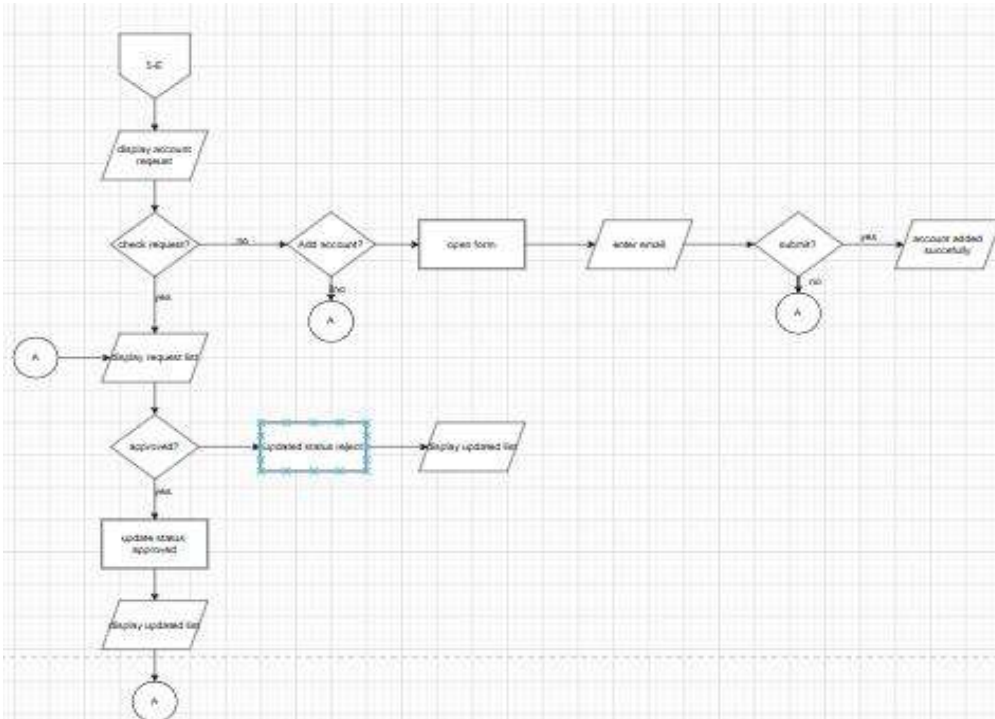 display account
request
check request?
no
Add account?
open form
enter email
submit?
yes
account added
succefully
no
A
no
A
yes
A
display request list
approved?
updated status reject
display updated list
yes
update status
approved
display updated list
A